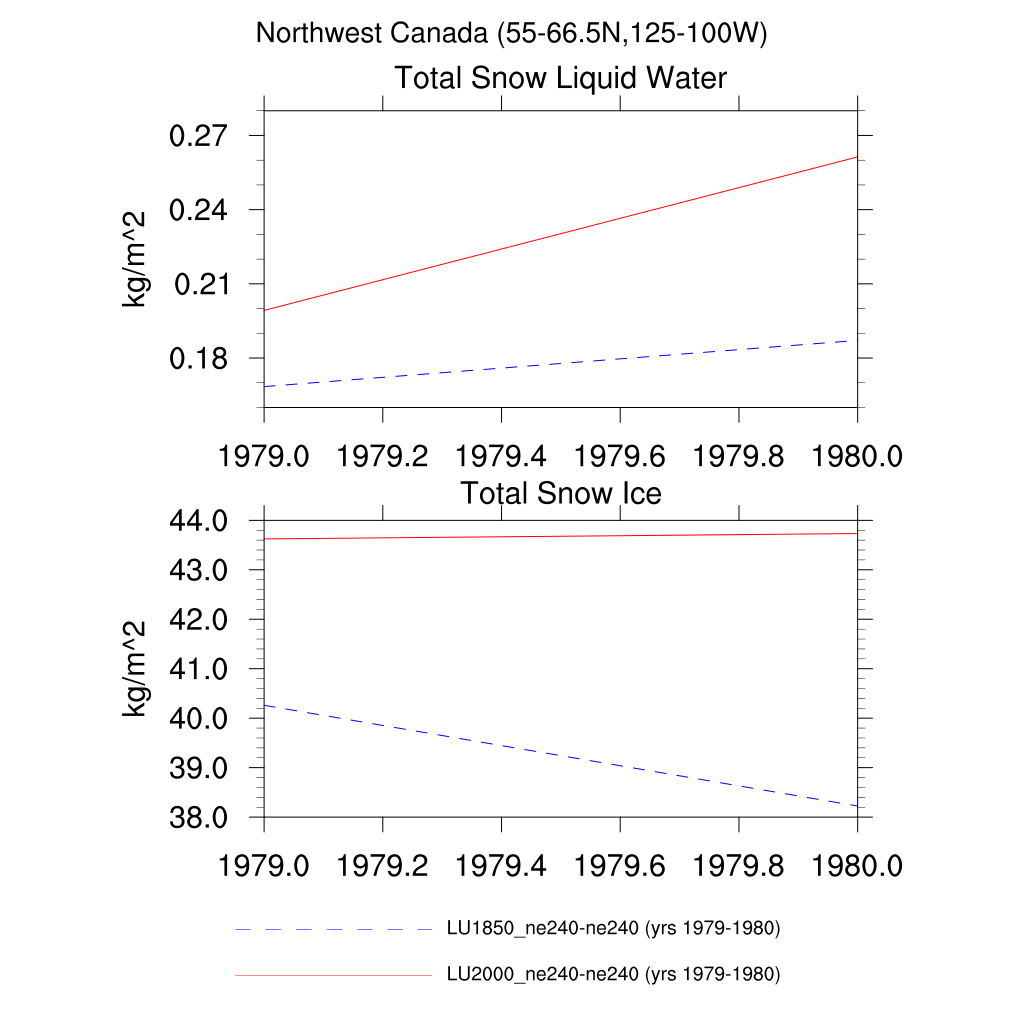 Northwest Canada (55-66.5N,125-100W)
Total Snow Liquid Water
0.27
0.24
0.21
0.18
kg/m^2
1979.0 1979.2 1979.4 1979.6 1979.8 1980.0
Total Snow Ice
44.0
43.0
42.0
41.0
40.0
39.0
38.0
kg/m^2
1979.0 1979.2 1979.4 1979.6 1979.8 1980.0
LU1850_ne240-ne240 (yrs 1979-1980)
LU2000_ne240-ne240 (yrs 1979-1980)